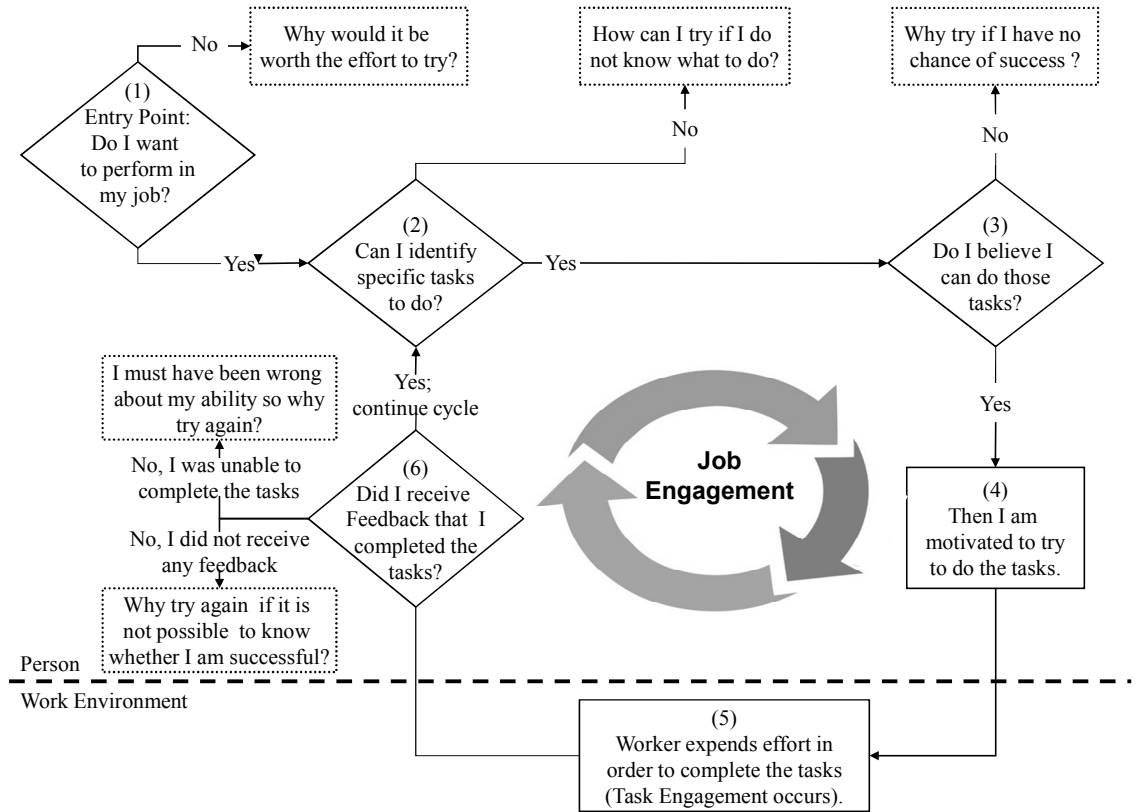 No
Why would it be
worth the effort to try?
How can I try if I do
not know what to do?
Why try if I have no
chance of success ?
(1)
Entry Point:
Do I want
to perform in
my job?
No
No
Yes
(2)
Can I identify
specific tasks
to do?
Yes
(3)
Do I believe I
can do those
tasks?
I must have been wrong
about my ability so why
try again?
Yes;
continue cycle
Yes
No, I was unable to
complete the tasks
(6)
Did I receive
Feedback that I
completed the
tasks?
Job
Engagement
(4)
Then I am
motivated to try
to do the tasks.
No, I did not receive
any feedback
Why try again if it is
not possible to know
whether I am successful?
Person
Work Environment
(5)
Worker expends effort in
order to complete the tasks
(Task Engagement occurs).